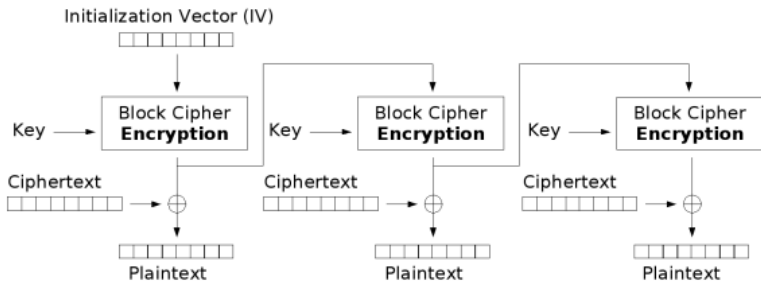 Initialization Vector (IV)
Key
Block Cipher
Encryption
Key
Block Cipher
Encryption
Key
Block Cipher
Encryption
Ciphertext
Ciphertext
Ciphertext
Plaintext
Plaintext
Plaintext